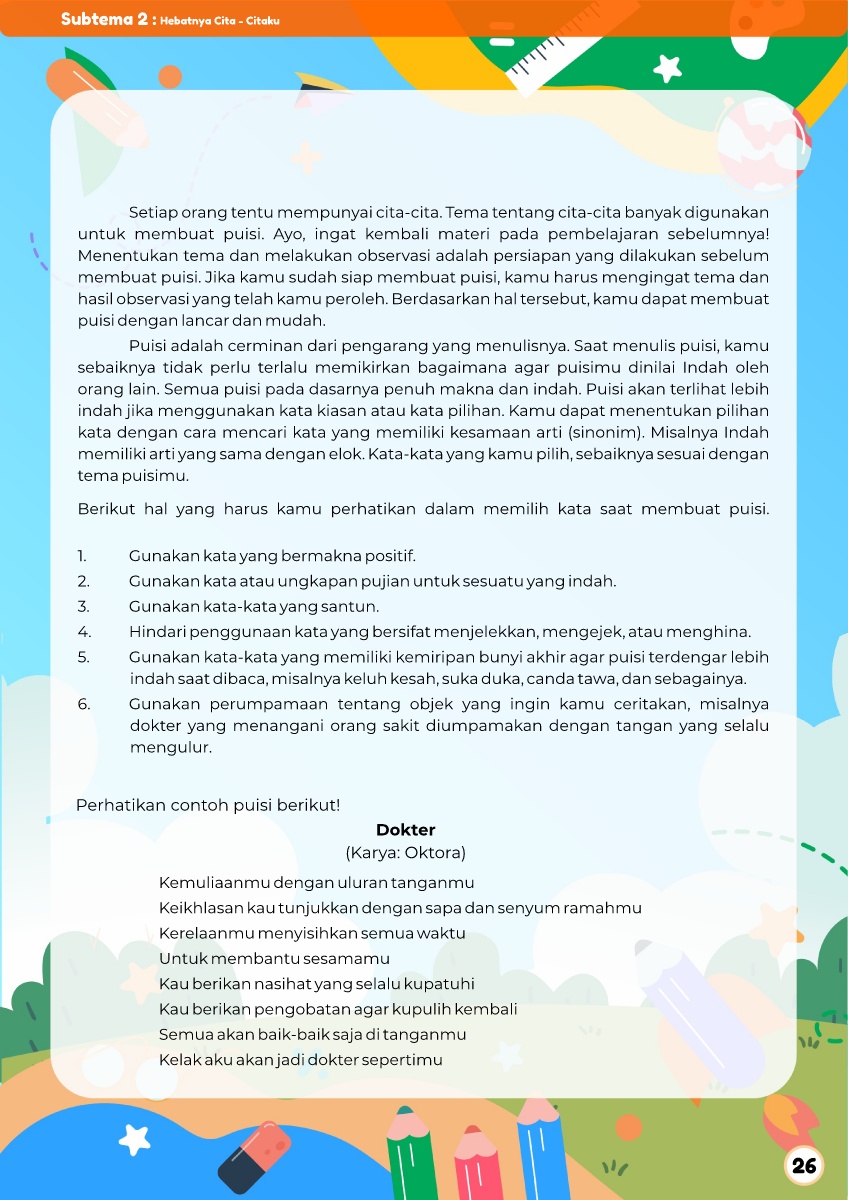 Subtema 2 : Hebatnya Cita - Citaku
Setiap orang tentu mempunyai cita-cita. Tema tentang cita-cita banyak digunakan
untuk membuat puisi. Ayo, ingat kembali materi pada pembelajaran sebelumnya!
Menentukan tema dan melakukan observasi adalah persiapan yang dilakukan sebelum
membuat puisi. Jika kamu sudah siap membuat puisi, kamu harus mengingat tema dan
hasil observasi yang telah kamu peroleh. Berdasarkan hal tersebut, kamu dapat membuat
puisi dengan lancar dan mudah.
Puisi adalah cerminan dari pengarang yang menulisnya. Saat menulis puisi, kamu
sebaiknya tidak perlu terlalu memikirkan bagaimana agar puisimu dinilai Indah oleh
orang lain. Semua puisi pada dasarnya penuh makna dan indah. Puisi akan terlihat lebih
indah jika menggunakan kata kiasan atau kata pilihan. Kamu dapat menentukan pilihan
kata dengan cara mencari kata yang memiliki kesamaan arti (sinonim). Misalnya Indah
memiliki arti yang sama dengan elok. Kata-kata yang kamu pilih, sebaiknya sesuai dengan
tema puisimu.
Berikut hal yang harus kamu perhatikan dalam memilih kata saat membuat puisi.
1. Gunakan kata yang bermakna positif.
2. Gunakan kata atau ungkapan pujian untuk sesuatu yang indah.
3. Gunakan kata-kata yang santun.
4. Hindari penggunaan kata yang bersifat menjelekkan, mengejek, atau menghina.
5. Gunakan kata-kata yang memiliki kemiripan bunyi akhir agar puisi terdengar lebih
indah saat dibaca, misalnya keluh kesah, suka duka, canda tawa, dan sebagainya.
6. Gunakan perumpamaan tentang objek yang ingin kamu ceritakan, misalnya
dokter yang menangani orang sakit diumpamakan dengan tangan yang selalu
mengulur.
Perhatikan contoh puisi berikut!
Dokter
(Karya: Oktora)
Kemuliaanmu dengan uluran tanganmu
Keikhlasan kau tunjukkan dengan sapa dan senyum ramahmu
Kerelaanmu menyisihkan semua waktu
Untuk membantu sesamamu
Kau berikan nasihat yang selalu kupatuhi
Kau berikan pengobatan agar kupulih kembali
Semua akan baik-baik saja di tanganmu
Kelak aku akan jadi dokter sepertimu
26